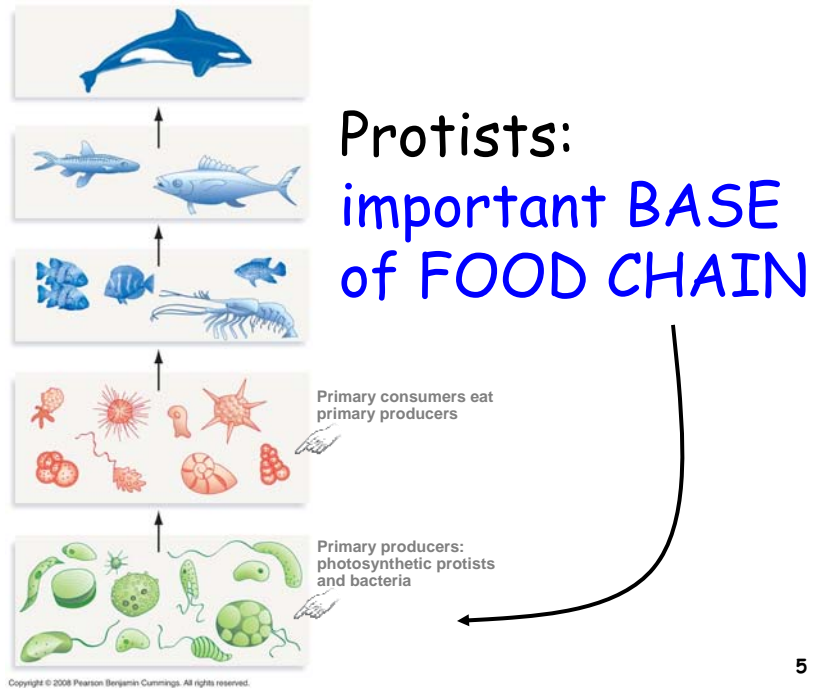 Protists:
important BASE
of FOOD CHAIN
Primary consumers eat
primary producers
Primary producers:
photosynthetic protists
and bacteria
5
Copyright © 2008 Pearson Benjamin Cummings. All rights reserved.